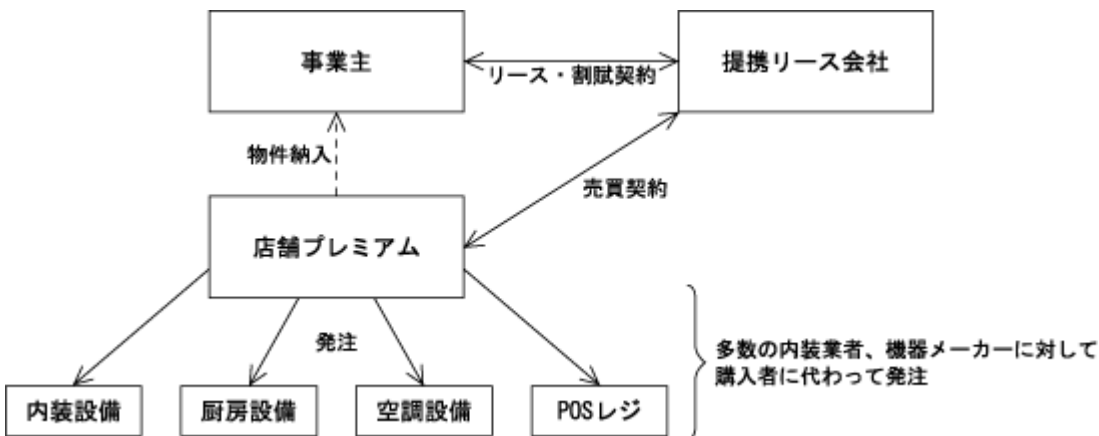 事業主
提携リース会社
リース・割賦契約
物件納入
売買契約
店舗プレミアム
発注
多数の内装業者、機器メーカーに対して
購入者に代わって発注
内装設備
厨房設備
空調設備
POSレジ